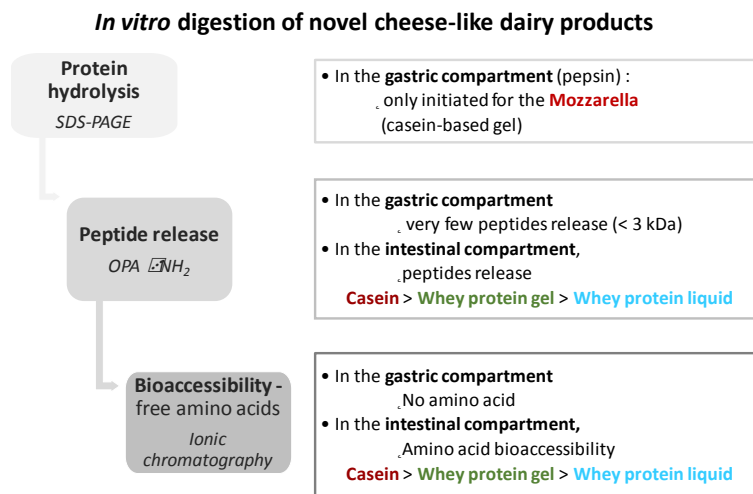 In vitro digestion of novel cheese-like dairy products
Protein
hydrolysis
SDS-PAGE
• In the gastric compartment (pepsin) :
only initiated for the Mozzarella
(casein-based gel)
Peptide release
OPA NH2
• In the gastric compartment
very few peptides release (< 3 kDa)
• In the intestinal compartment,
peptides release
Casein > Whey protein gel > Whey protein liquid
Bioaccessibility -
free amino acids
Ionic
chromatography
• In the gastric compartment
No amino acid
• In the intestinal compartment,
Amino acid bioaccessibility
Casein > Whey protein gel > Whey protein liquid